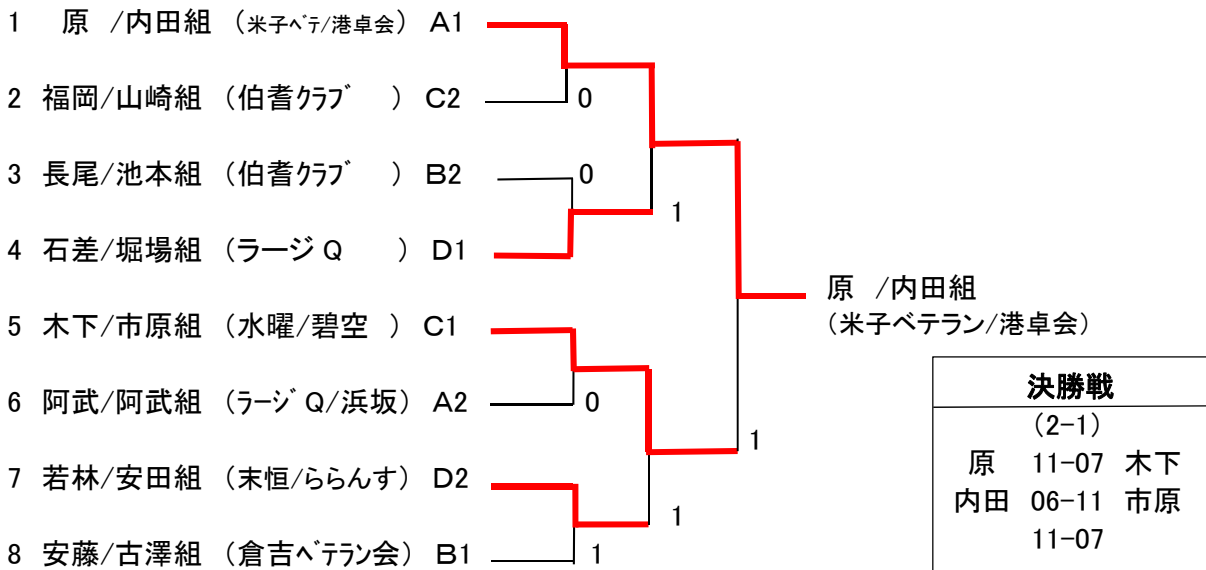 1 原 /内田組 (米子ﾍﾞﾃ/港卓会) A1
2 福岡/山崎組 (伯耆ｸﾗﾌﾞ ) C2
0
3 長尾/池本組 (伯耆ｸﾗﾌﾞ ) B2
0
1
4 石差/堀場組 (ラージQ ) D1
原 /内田組
(米子ベテラン/港卓会)
5 木下/市原組 (水曜/碧空 ) C1
6 阿武/阿武組 (ﾗｰｼﾞQ/浜坂) A2
0
1
7 若林/安田組 (末恒/ららんす) D2
1
8 安藤/古澤組 (倉吉ﾍﾞﾃﾗﾝ会) B1
1
決勝戦
(2-1)
原 11-07 木下
内田 06-11 市原
11-07